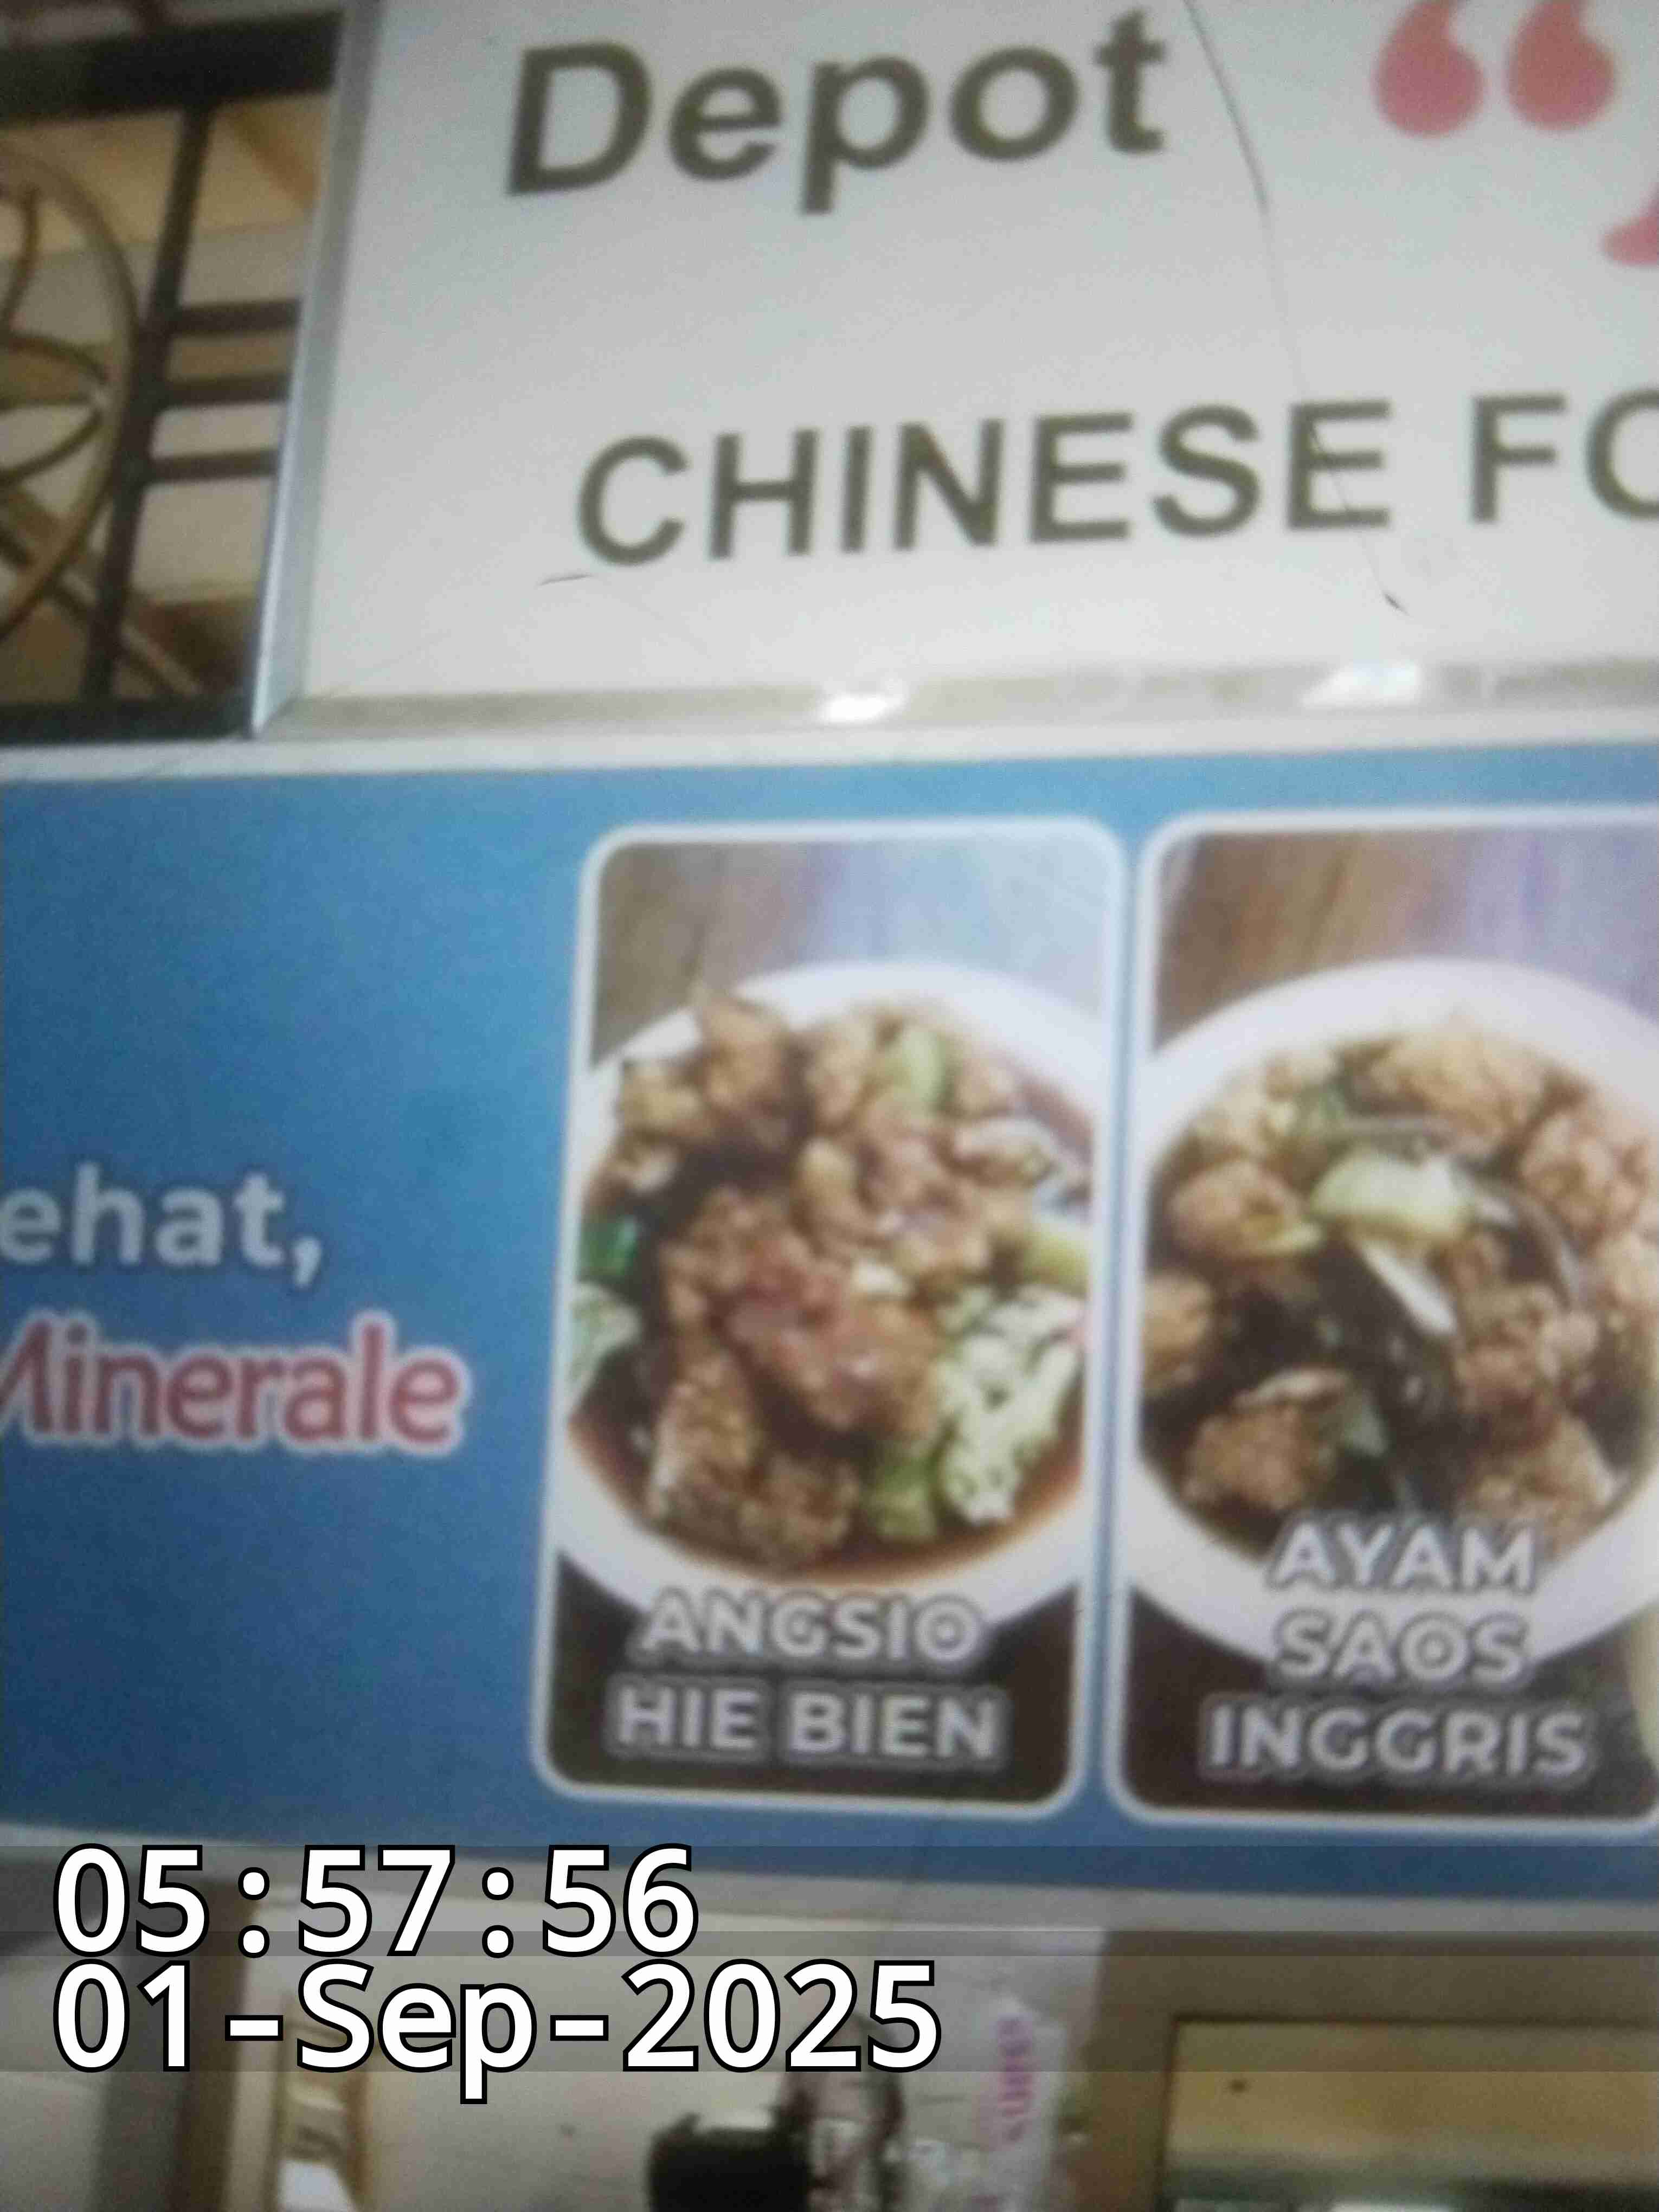 Depot “
CHINESE FO
ehat,
Minerale
ANGSIO
HIE BIEN
AYAM
SAOS
INGGRIS
05:57:56
01-Sep-2025